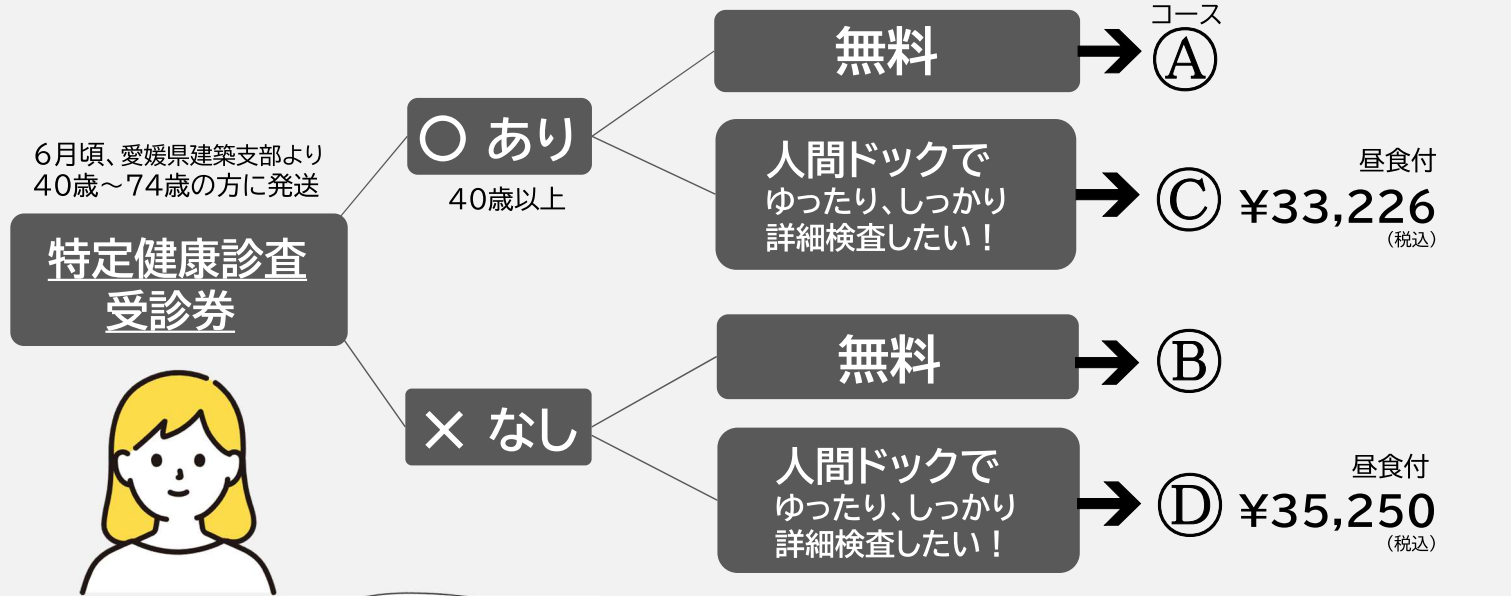 6月頃、愛媛県建築支部より
40歳～74歳の方に発送
特定健康診査
受診券
〇 あり
40歳以上
× なし
無料
コース
Ⓐ
人間ドックで
ゆったり、しっかり
詳細検査したい！
Ⓒ
昼食付
¥33,226
（税込）
無料
Ⓑ
人間ドックで
ゆったり、しっかり
詳細検査したい！
Ⓓ
昼食付
¥35,250
（税込）